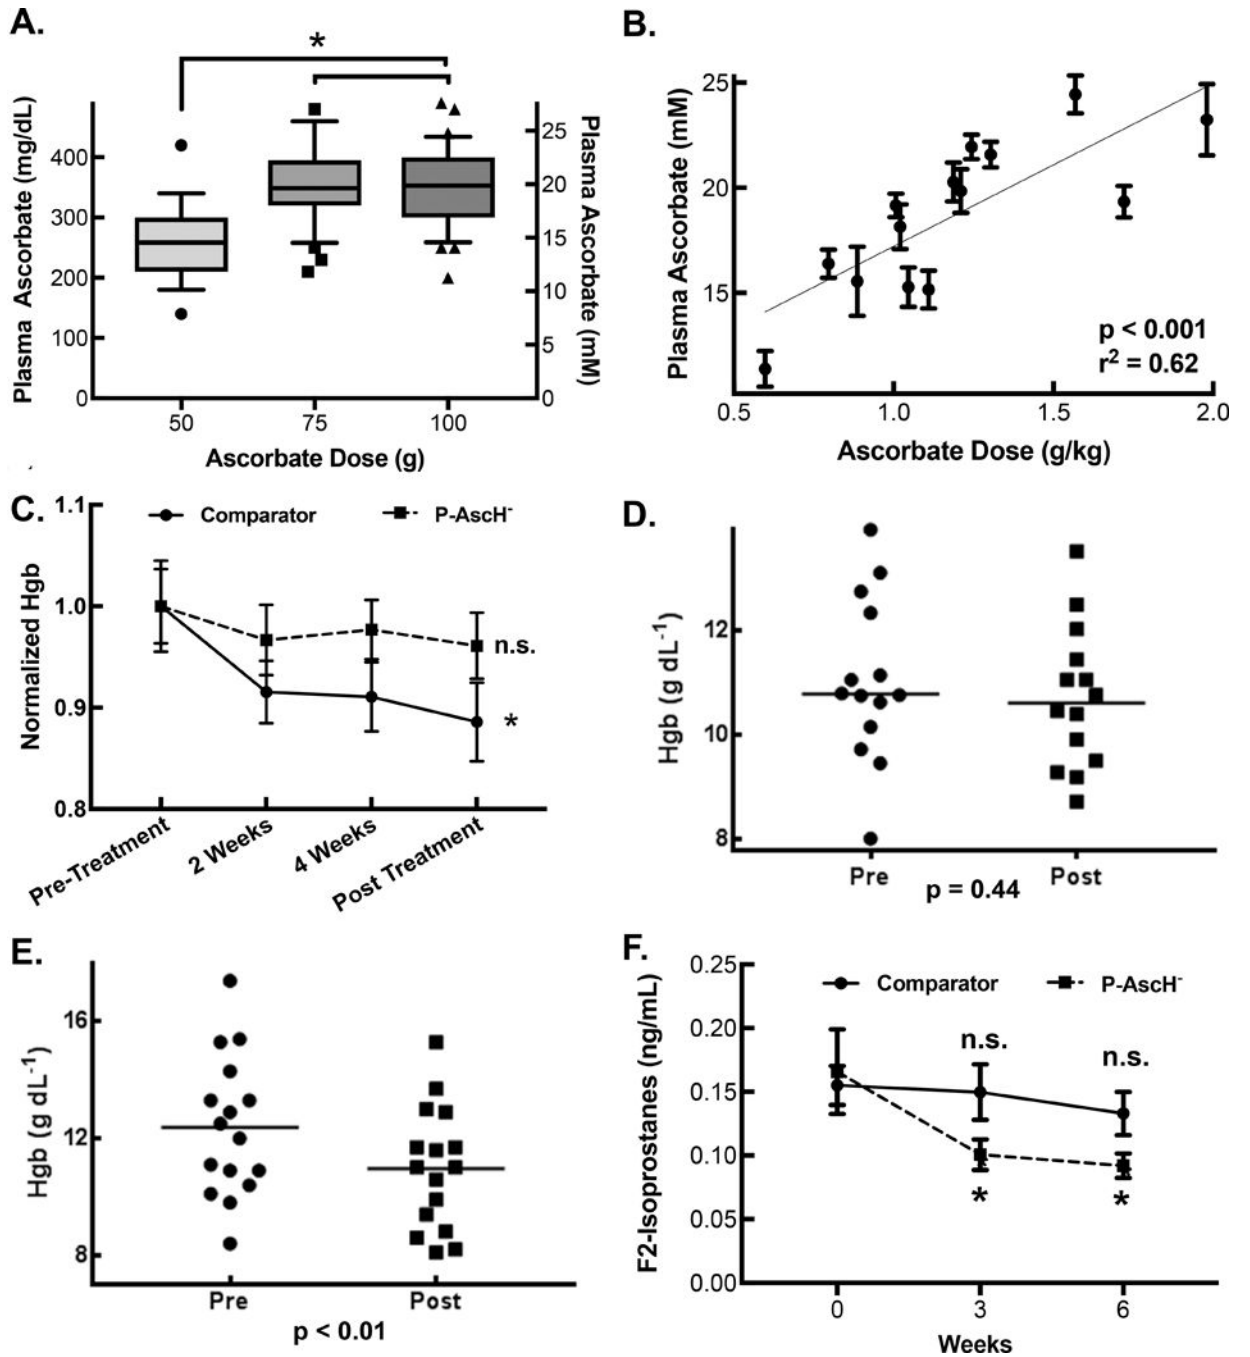 A.
*
Plasma Ascorbate (mg/dL)
400
300
200
100
0
25
20
15
10
5
0
Plasma Ascorbate (mM)
50
75
100
Ascorbate Dose (g)
B.
Plasma Ascorbate (mM)
25
20
15
p < 0.001
r² = 0.62
0.5
1.0
1.5
2.0
Ascorbate Dose (g/kg)
C.
Comparator
P-AscH⁻
Normalized Hgb
1.1
1.0
0.9
0.8
n.s.
*
Pre-Treatment
2 Weeks
4 Weeks
Post Treatment
D.
Hgb (g dL⁻¹)
12
10
8
Pre
Post
p = 0.44
E.
Hgb (g dL⁻¹)
16
12
8
Pre
Post
p < 0.01
F.
Comparator
P-AscH⁻
F2-Isoprostanes (ng/mL)
0.25
0.20
0.15
0.10
0.05
0.00
n.s.
n.s.
*
*
0
3
6
Weeks